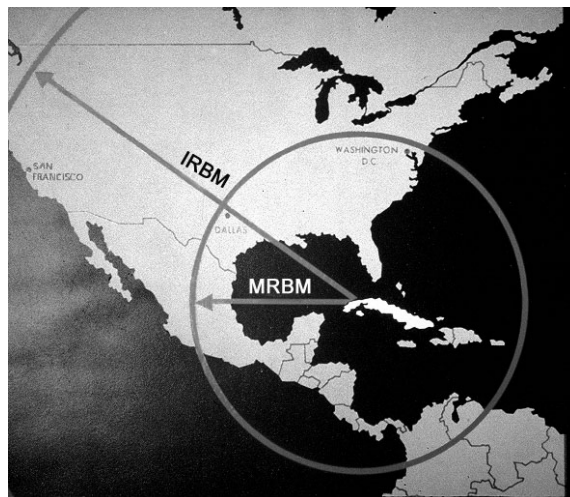 WASHINGTON
D.C.
IRBM
SAN
FRANCISCO
DALLAS
MRBM